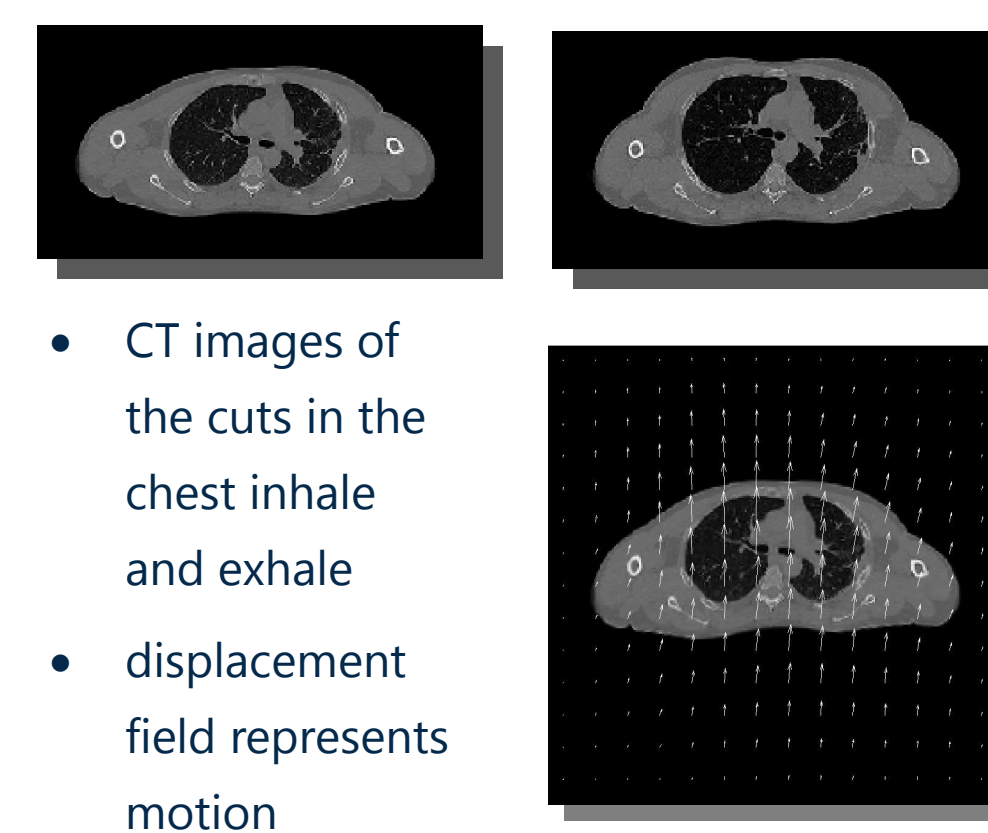 • CT images of
the cuts in the
chest inhale
and exhale
• displacement
field represents
motion